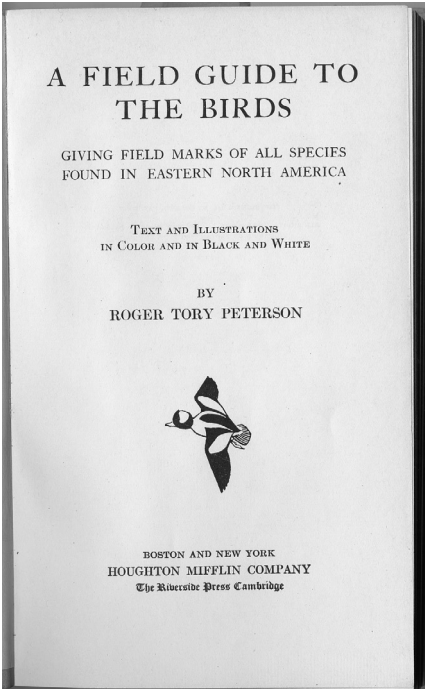 A FIELD GUIDE TO
THE BIRDS
GIVING FIELD MARKS OF ALL SPECIES
FOUND IN EASTERN NORTH AMERICA
TEXT AND ILLUSTRATIONS
IN COLOR AND IN BLACK AND WHITE
BY
ROGER TORY PETERSON
BOSTON AND NEW YORK
HOUGHTON MIFFLIN COMPANY
The Riverside Press Cambridge